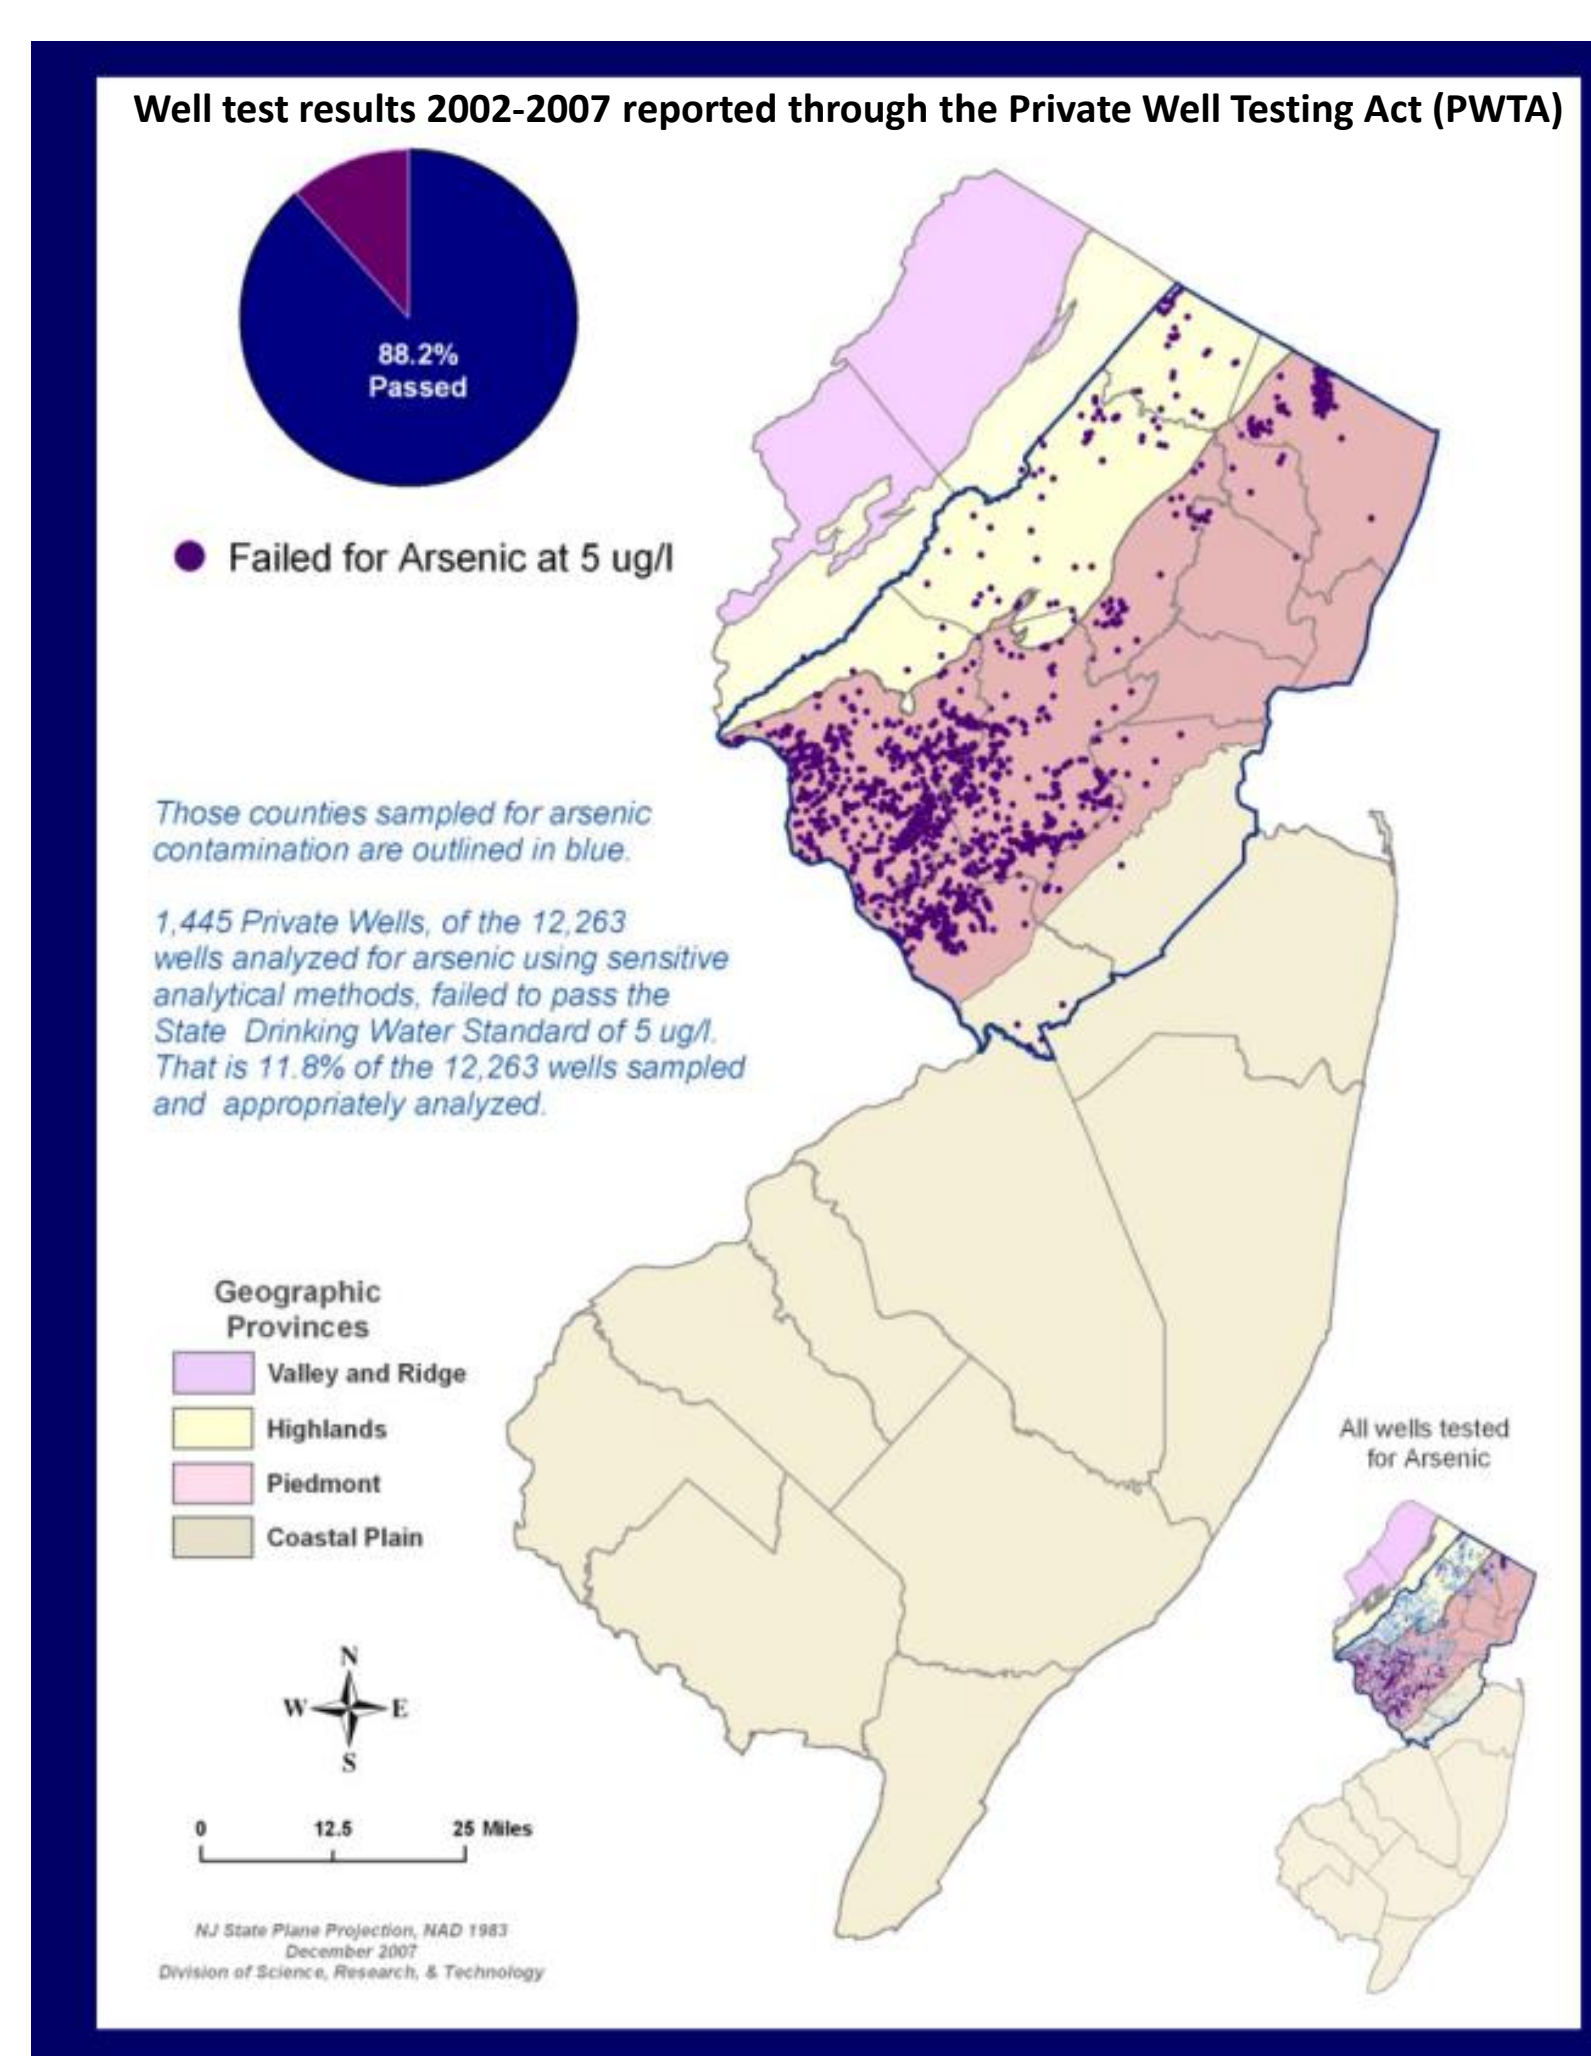 Well test results 2002-2007 reported through the Private Well Testing Act (PWTA)
88.2%
Passed
Failed for Arsenic at 5 ug/l
Those counties sampled for arsenic
contamination are outlined in blue.
1,445 Private Wells, of the 12,263
wells analyzed for arsenic using sensitive
analytical methods, failed to pass the
State Drinking Water Standard of 5 ug/l.
That is 11.8% of the 12,263 wells sampled
and appropriately analyzed.
Geographic
Provinces
Valley and Ridge
Highlands
Piedmont
Coastal Plain
All wells tested
for Arsenic
N
W E
S
0 12.5 25 Miles
NJ State Plane Projection, NAD 1983
December 2007
Division of Science, Research, & Technology